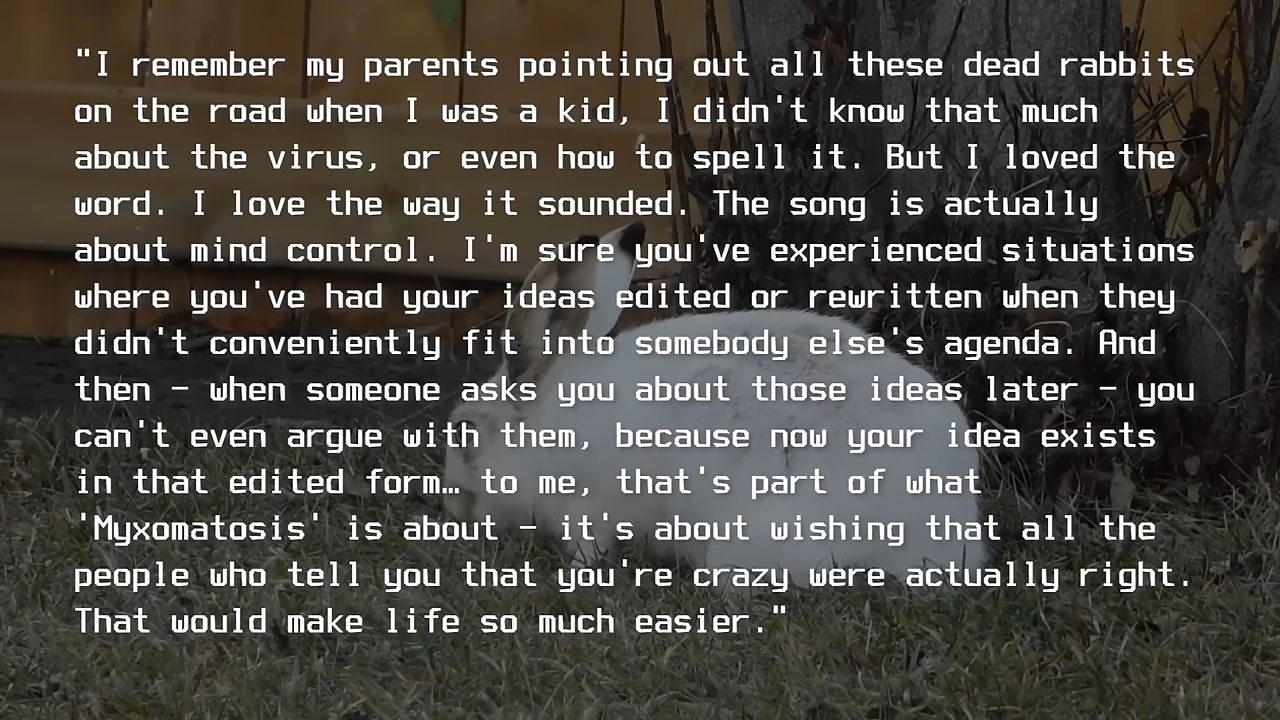 "I remember my parents pointing out all these dead rabbits
on the road when I was a kid, I didn't know that much
about the virus, or even how to spell it. But I loved the
word. I love the way it sounded. The song is actually
about mind control. I'm sure you've experienced situations
where you've had your ideas edited or rewritten when they
didn't conveniently fit into somebody else's agenda. And
then – when someone asks you about those ideas later – you
can't even argue with them, because now your idea exists
in that edited form… to me, that's part of what
'Myxomatosis' is about – it's about wishing that all the
people who tell you that you're crazy were actually right.
That would make life so much easier."